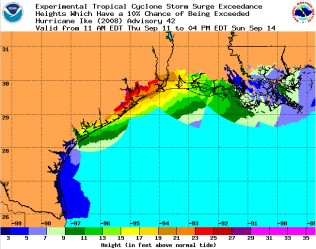 Experimental Tropical Cyclone Storm Surge Exceedance
Heights Which Have a 10% Chance of Being Exceeded
Hurricane Ike (2008) Advisory 42
Valid from 11 AM EDT Thu Sep 11 to 04 PM EDT Sun Sep 14
31
30
29
28
27
26
-99 -98 -97 -96 -95 -94 -93 -92 -91 -90
3 5 7 9 11 13 15 17 19 21 23 25 27 29 31 33 35
Height (in feet above normal tide)